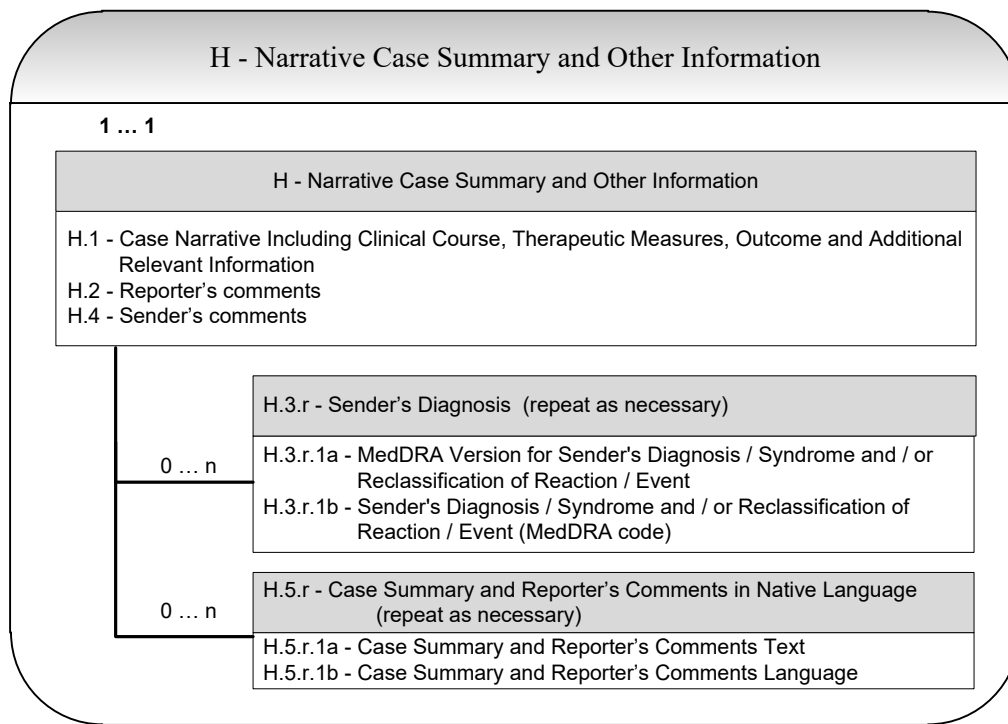 H - Narrative Case Summary and Other Information
1 … 1
H - Narrative Case Summary and Other Information
H.1 - Case Narrative Including Clinical Course, Therapeutic Measures, Outcome and Additional
Relevant Information
H.2 - Reporter’s comments
H.4 - Sender’s comments
H.3.r - Sender’s Diagnosis (repeat as necessary)
0 … n
H.3.r.1a - MedDRA Version for Sender's Diagnosis / Syndrome and / or
Reclassification of Reaction / Event
H.3.r.1b - Sender's Diagnosis / Syndrome and / or Reclassification of
Reaction / Event (MedDRA code)
H.5.r - Case Summary and Reporter’s Comments in Native Language
(repeat as necessary)
0 … n
H.5.r.1a - Case Summary and Reporter’s Comments Text
H.5.r.1b - Case Summary and Reporter’s Comments Language